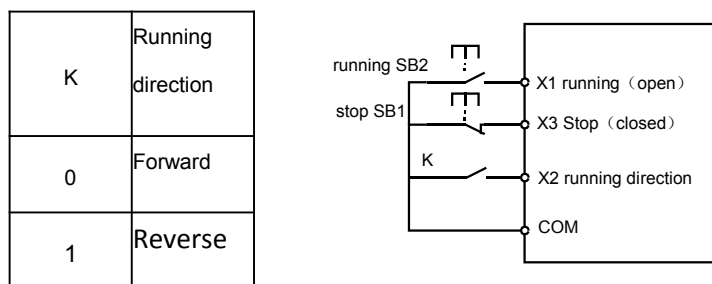 K
Running
direction
0
Forward
1
Reverse
running SB2
X1 running（open）
stop SB1
X3 Stop（closed）
K
X2 running direction
COM